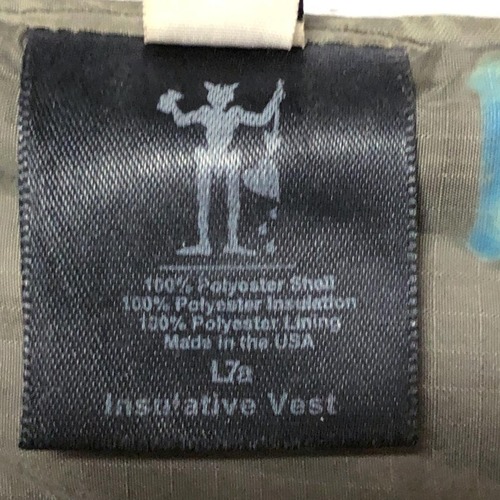 100% Polyester Shell
100% Polyester Insulation
100% Polyester Lining
Made in the USA
L7a
Insulative Vest